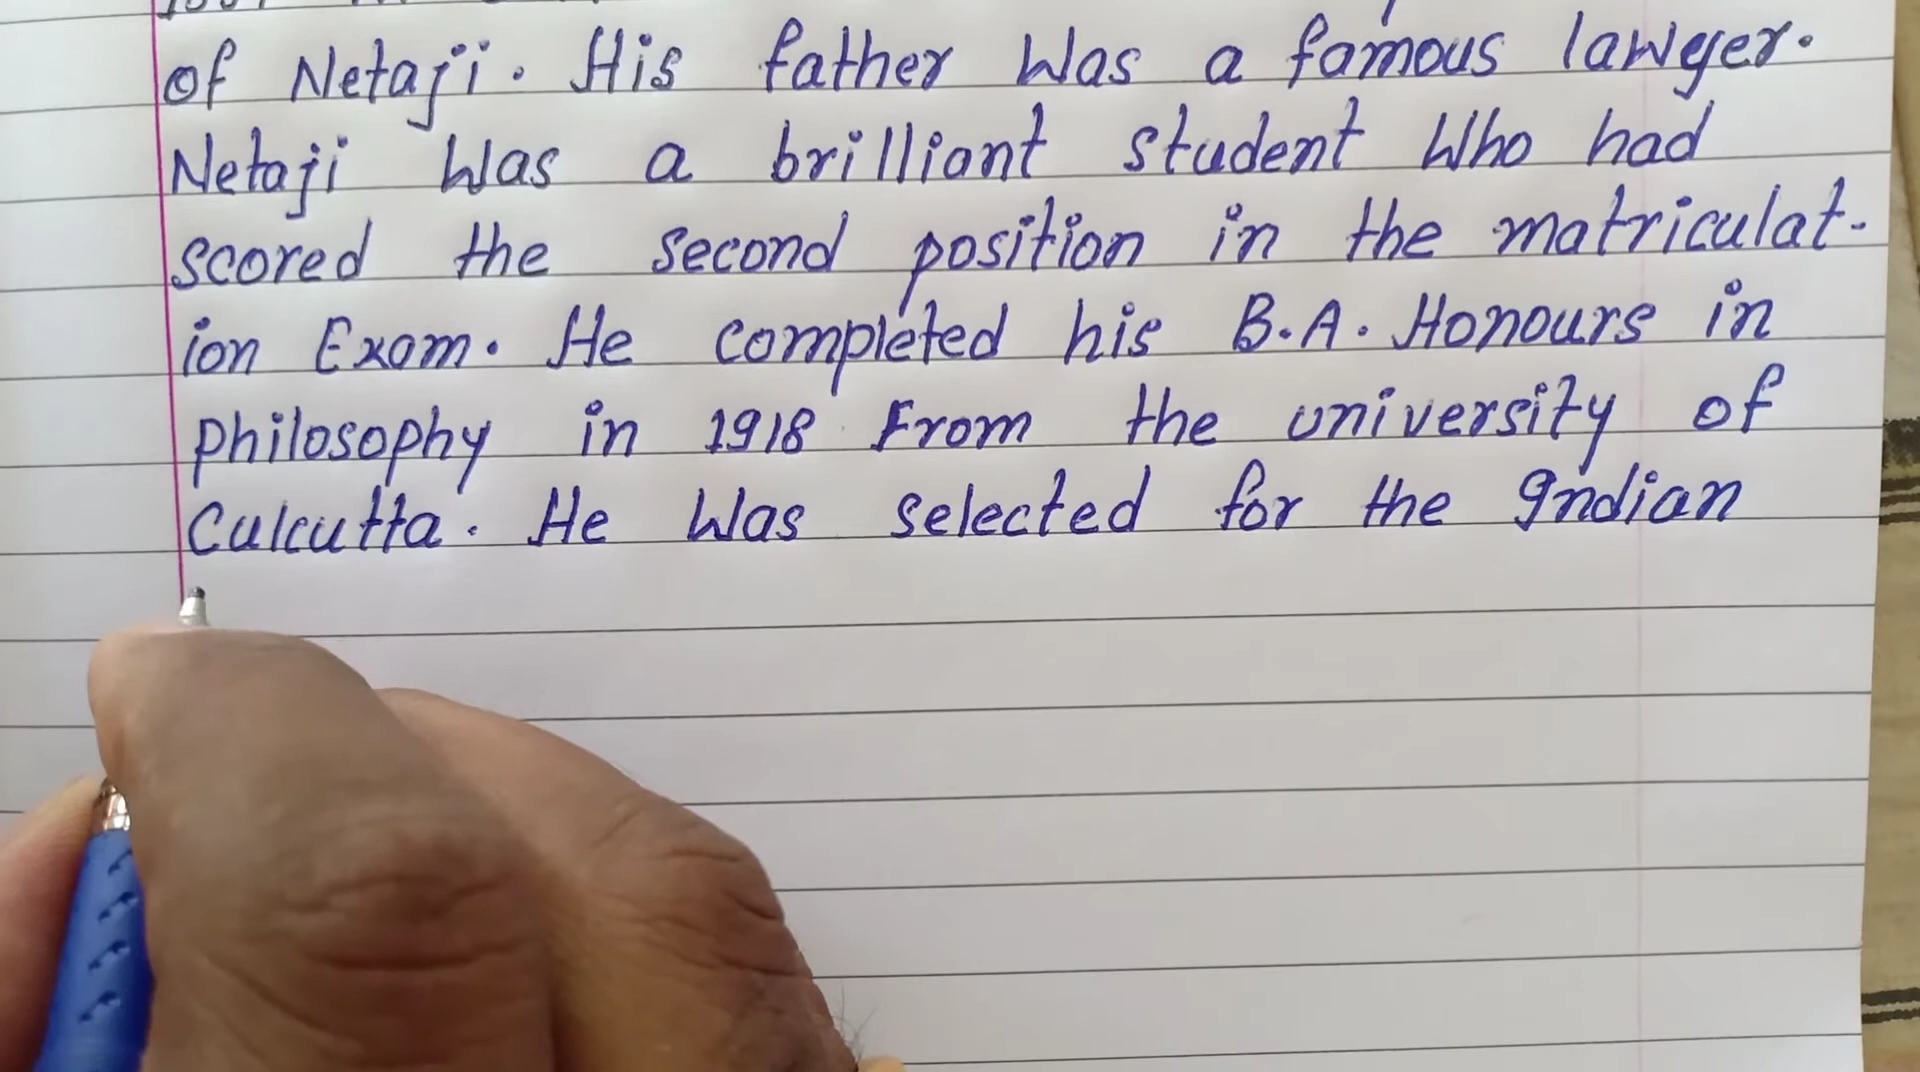 of Netaji. His father was a famous lawyer.
Netaji was a brilliant student who had
scored the second position in the matriculat-
ion Exam. He completed his B.A. Honours in
philosophy in 1918 From the university of
Calcutta. He was selected for the Indian